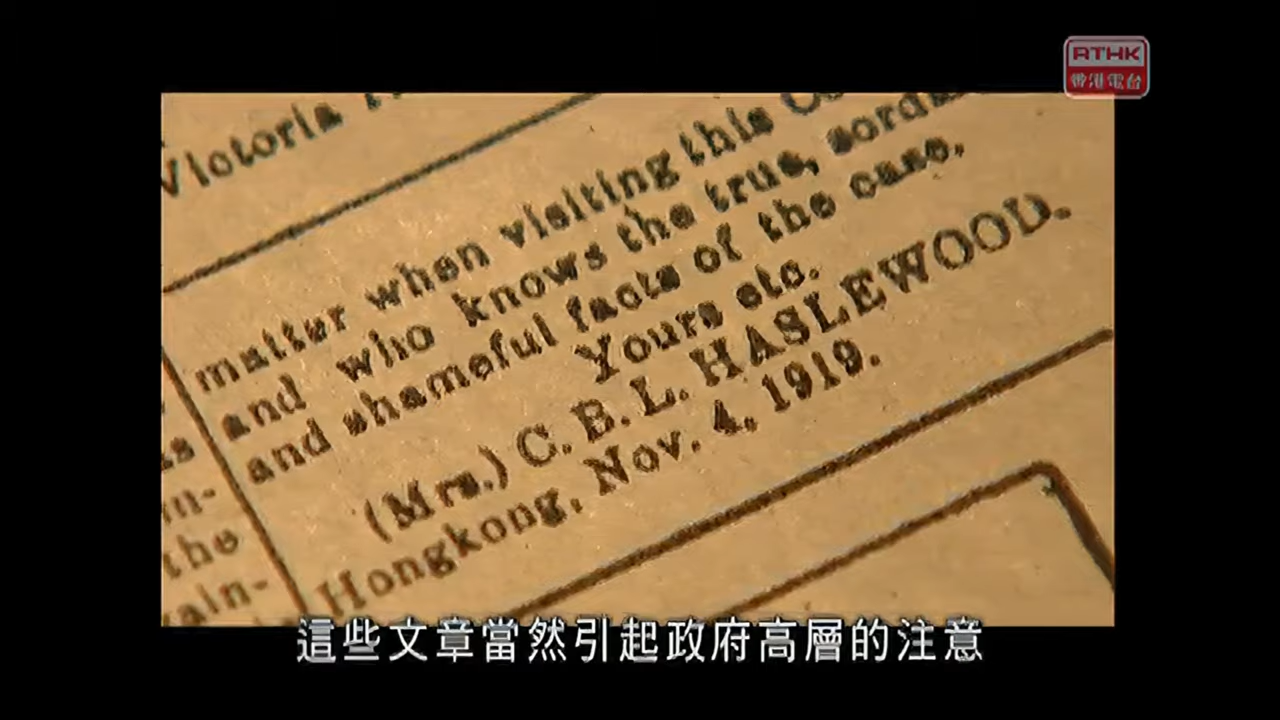 RTHK
香港電台
Victoria
matter when visiting this
and who knows the true,
and shameful facts of the case.
Yours etc.
(Mrs.) C. B. L. HASLEWOOD.
Hongkong, Nov. 4, 1919.
in-
the
這些文章當然引起政府高層的注意